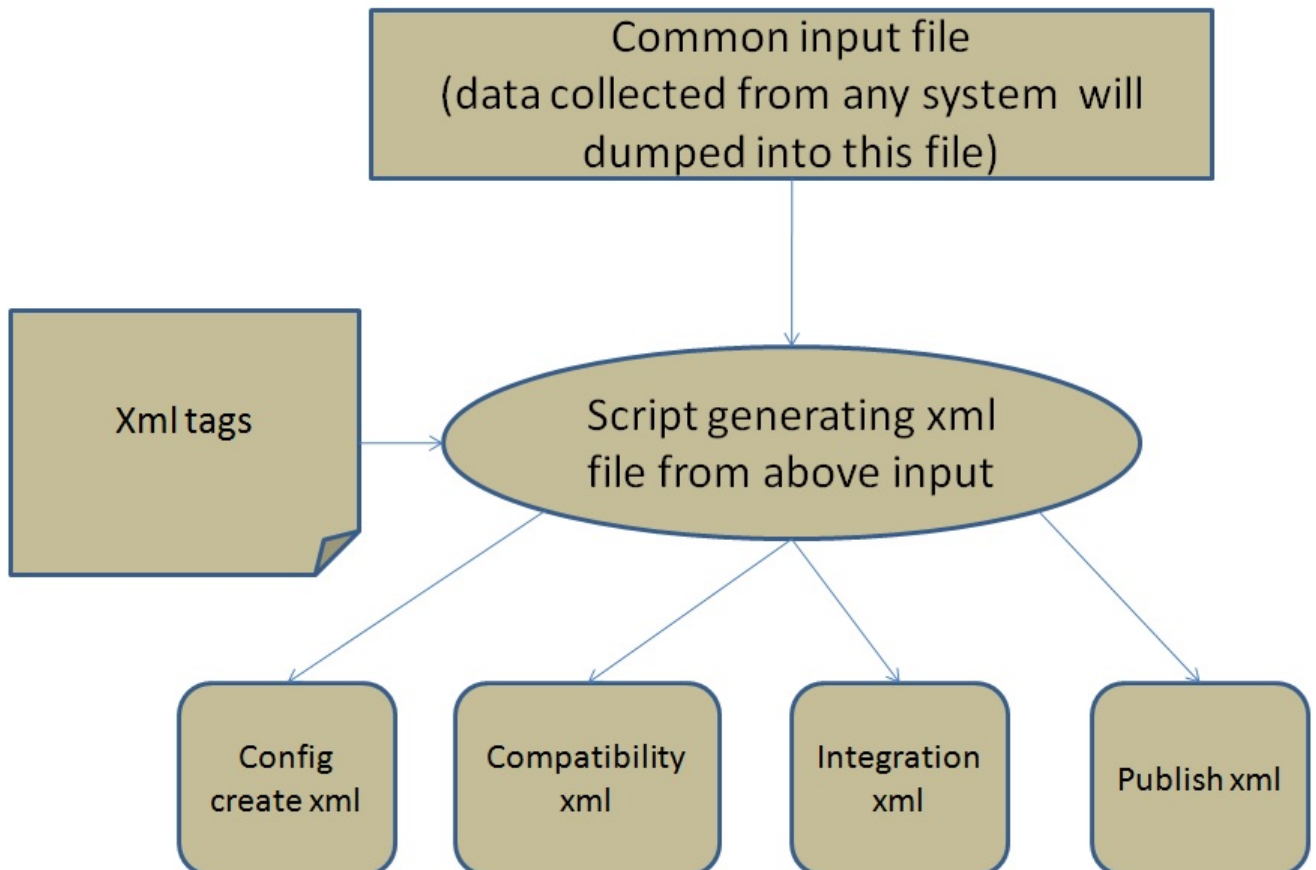 Common input file
(data collected from any system will
dumped into this file)
Xml tags
Script generating xml
file from above input
Config
create xml
Compatibility
xml
Integration
xml
Publish xml